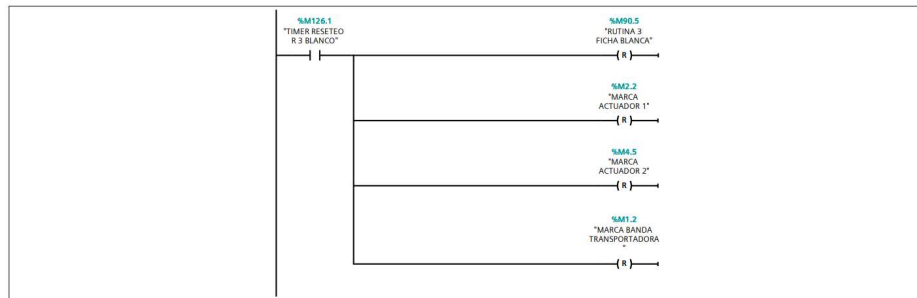 %M126.1
"TIMER RESETEO
R 3 BLANCO"
%M90.5
"RUTINA 3
FICHA BLANCA"
R
%M2.2
"MARCA
ACTUADOR 1"
R
%M4.5
"MARCA
ACTUADOR 2"
R
%M1.2
"MARCA BANDA
TRANSPORTADORA
"
R